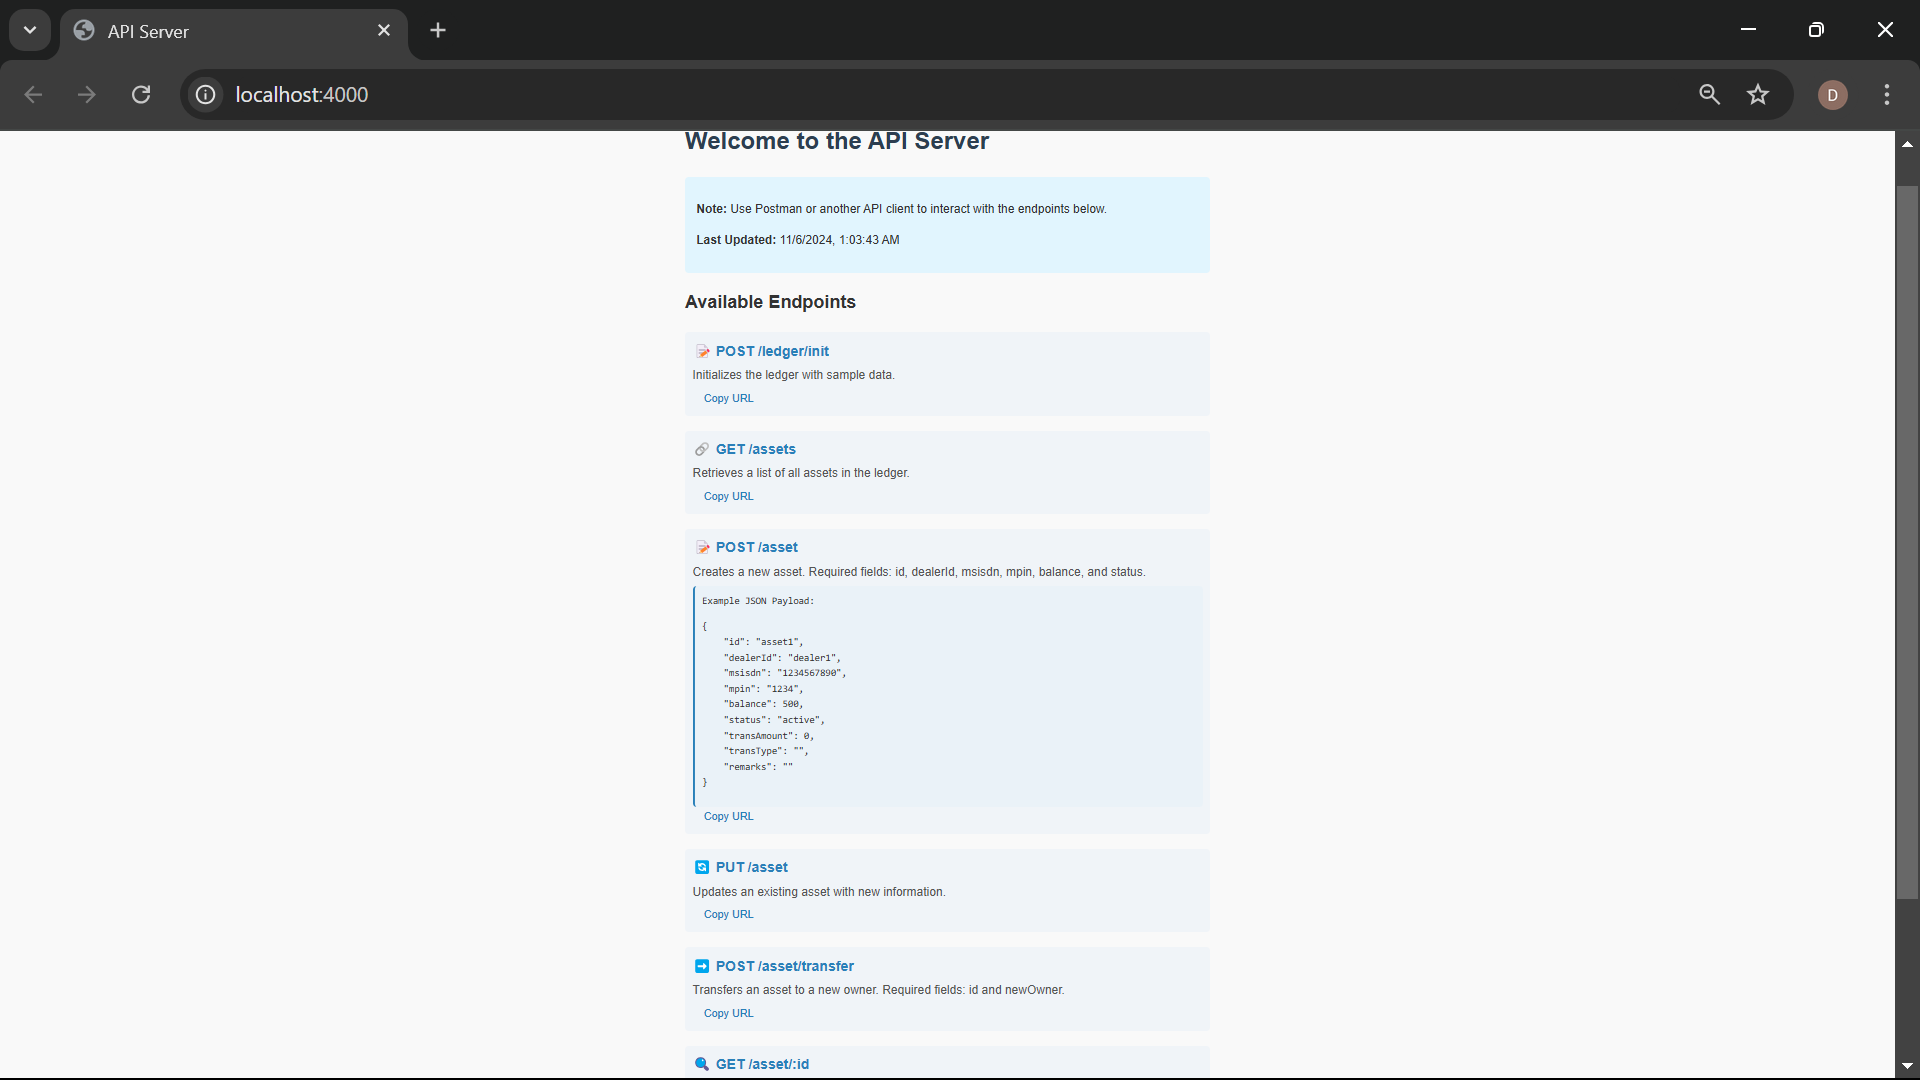 API Server
localhost:4000
D
Welcome to the API Server
Note: Use Postman or another API client to interact with the endpoints below.
Last Updated: 11/6/2024, 1:03:43 AM
Available Endpoints
POST /ledger/init
Initializes the ledger with sample data.
Copy URL
GET /assets
Retrieves a list of all assets in the ledger.
Copy URL
POST /asset
Creates a new asset. Required fields: id, dealerId, msisdn, mpin, balance, and status.
Example JSON Payload:
{
"id": "asset1",
"dealerId": "dealer1",
"msisdn": "1234567890",
"mpin": "1234",
"balance": 500,
"status": "active",
"transAmount": 0,
"transType": "",
"remarks": ""
}
Copy URL
PUT /asset
Updates an existing asset with new information.
Copy URL
POST /asset/transfer
Transfers an asset to a new owner. Required fields: id and newOwner.
Copy URL
GET /asset/:id